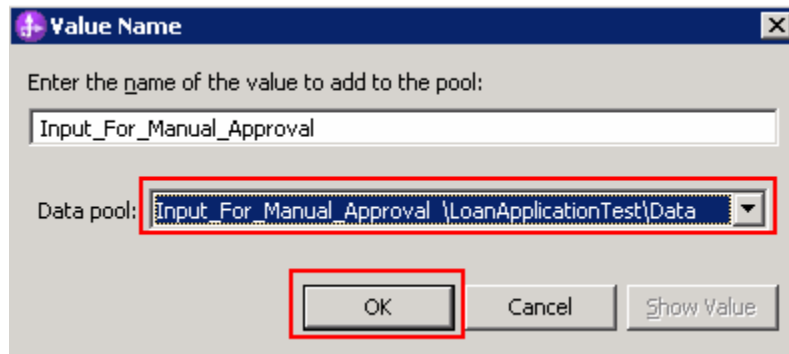 Value Name
Enter the name of the value to add to the pool:
Input_For_Manual_Approval
Data pool: Input_For_Manual_Approval \LoanApplicationTest\Data
OK Cancel Show Value